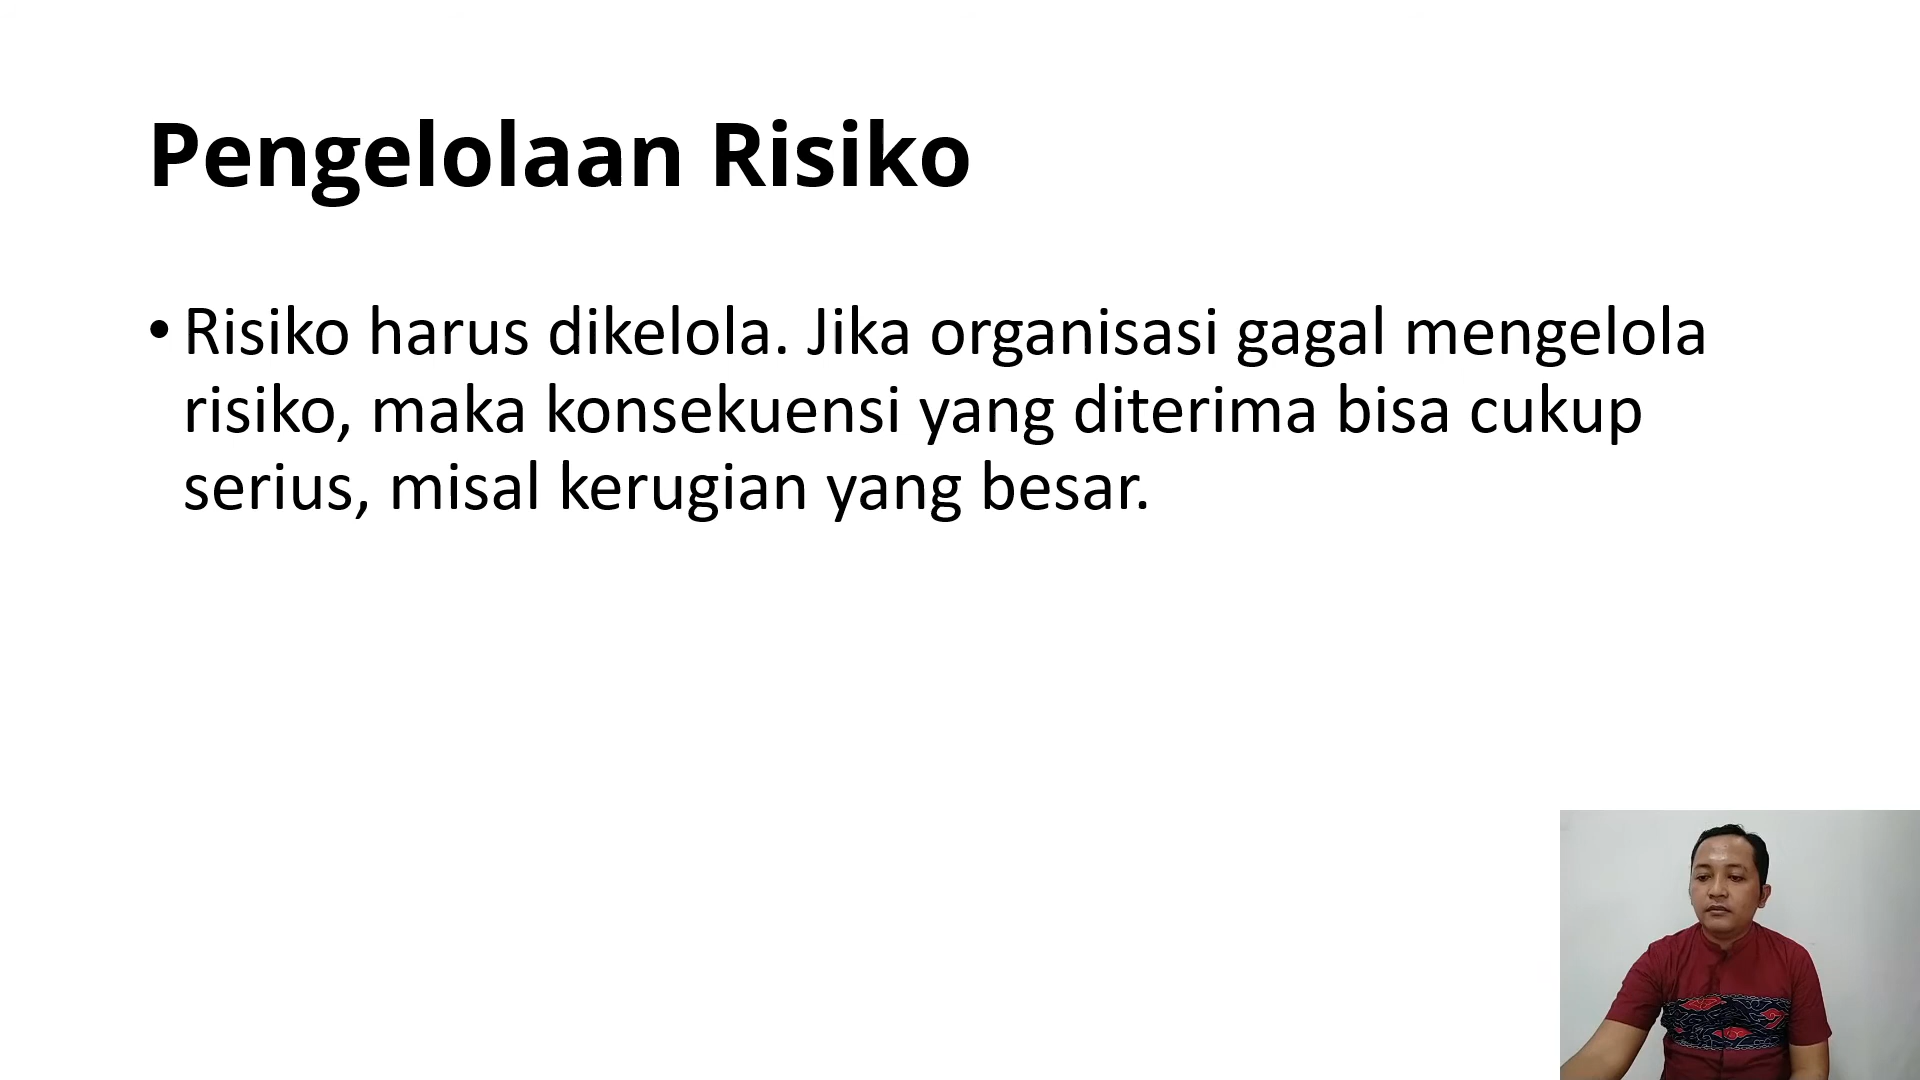 Pengelolaan Risiko
• Risiko harus dikelola. Jika organisasi gagal mengelola
risiko, maka konsekuensi yang diterima bisa cukup
serius, misal kerugian yang besar.